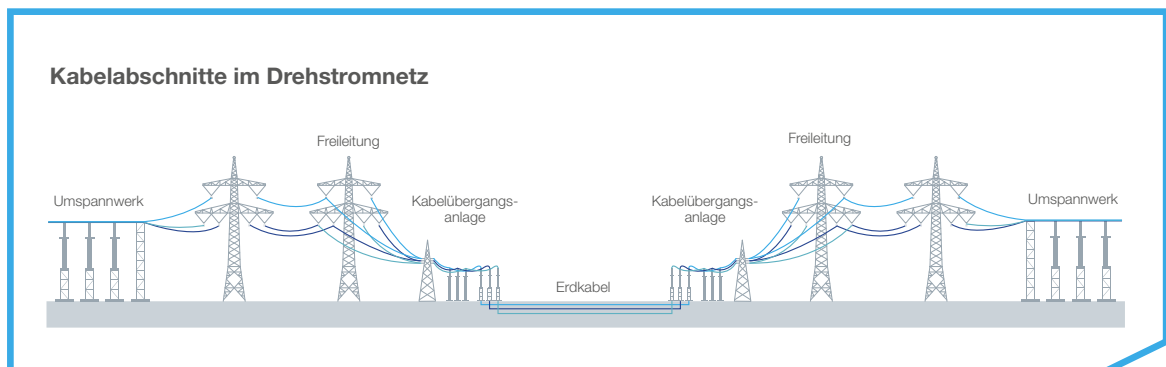 Kabelabschnitte im Drehstromnetz
Freileitung
Freileitung
Umspannwerk
Kabelübergangs-
anlage
Kabelübergangs-
anlage
Umspannwerk
Erdkabel